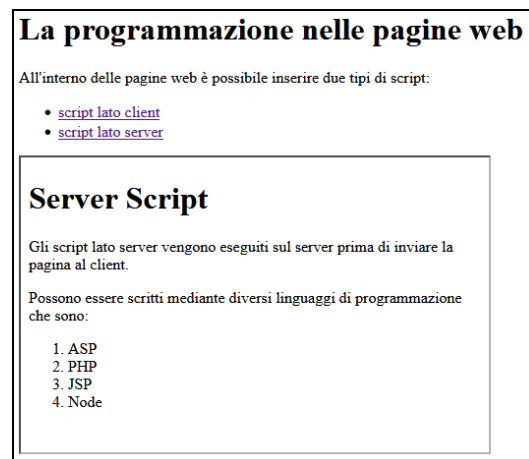 La programmazione nelle pagine web
All'interno delle pagine web è possibile inserire due tipi di script:
script lato client
script lato server
Server Script
Gli script lato server vengono eseguiti sul server prima di inviare la
pagina al client.
Possono essere scritti mediante diversi linguaggi di programmazione
che sono:
1. ASP
2. PHP
3. JSP
4. Node